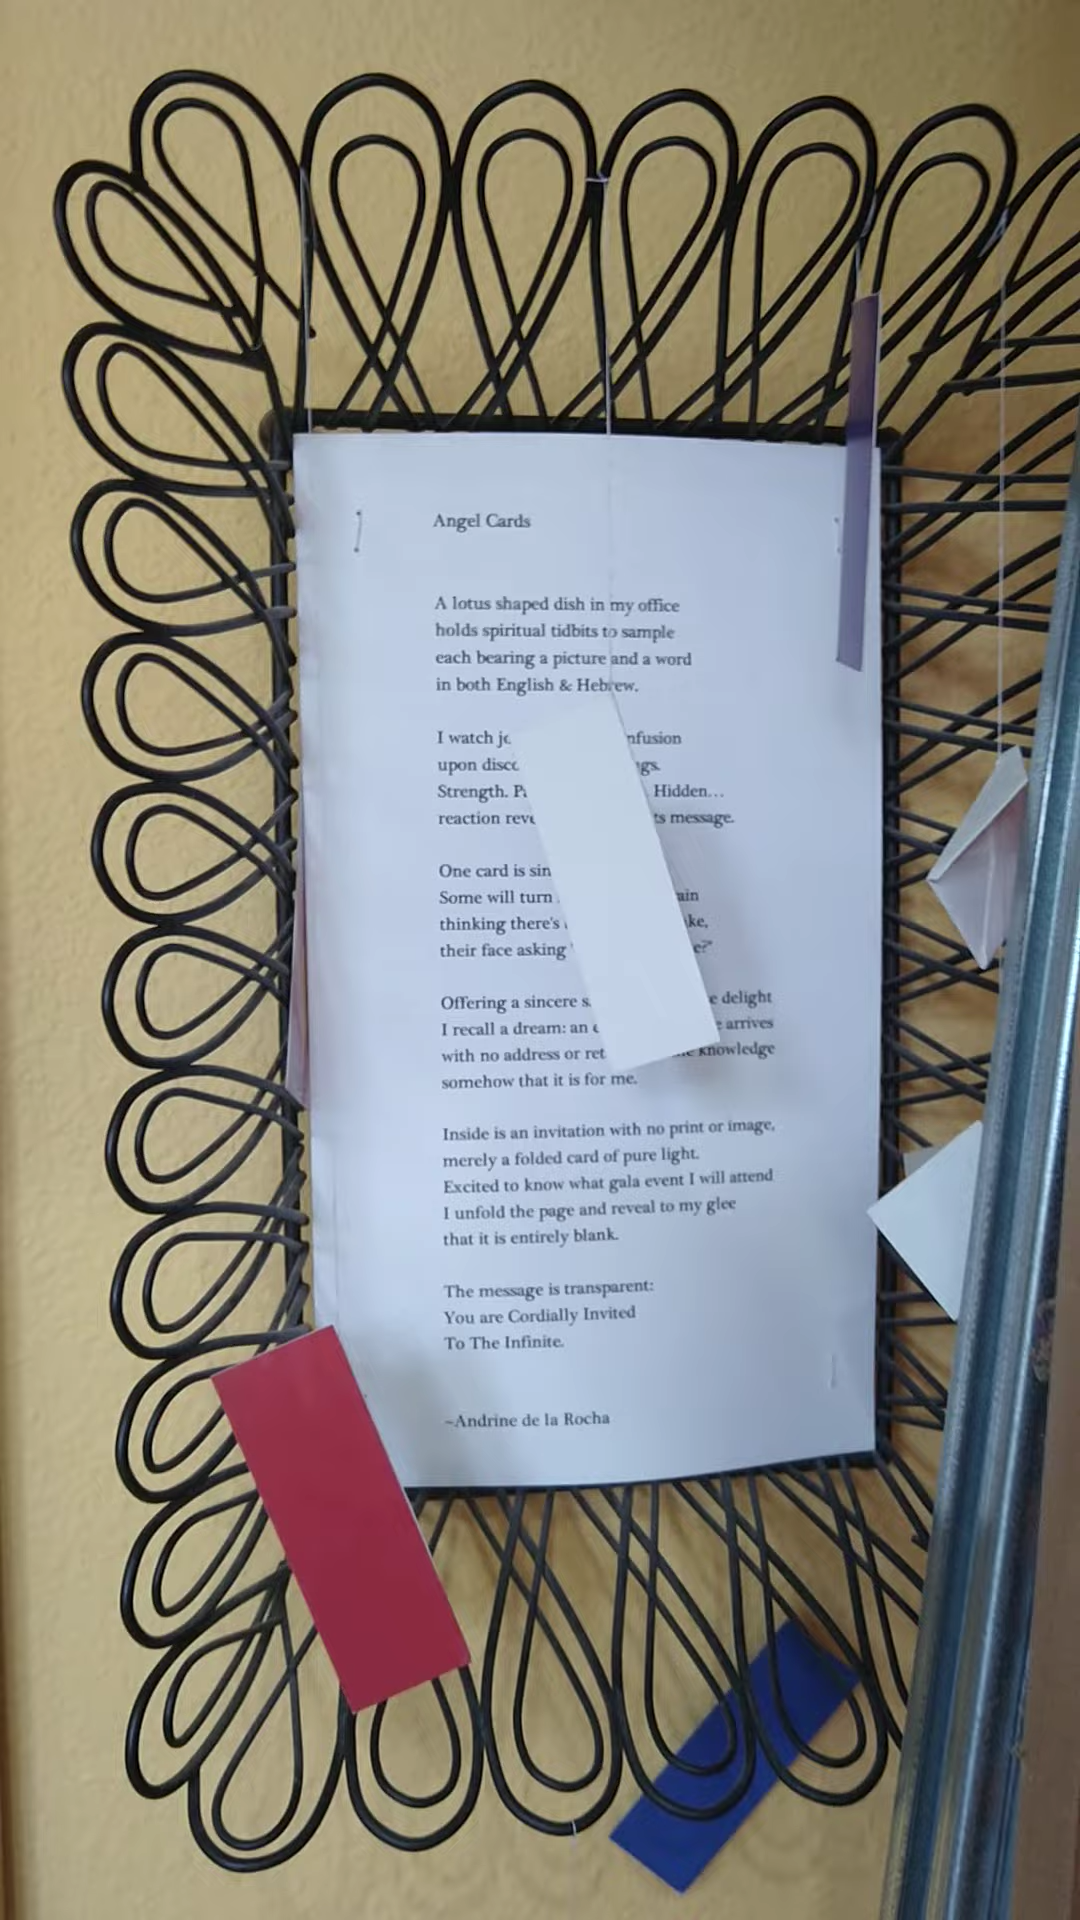 Angel Cards
A lotus shaped dish in my office
holds spiritual tidbits to sample
each bearing a picture and a word
in both English & Hebrew.
I watch
upon
Strength. Hidden...
reaction message.
One card is
Some will turn
thinking there's
their face asking
Offering a sincere delight
I recall a dream: an arrives
with no address or knowledge
somehow that it is for me.
Inside is an invitation with no print or image,
merely a folded card of pure light.
Excited to know what gala event I will attend
I unfold the page and reveal to my glee
that it is entirely blank.
The message is transparent:
You are Cordially Invited
To The Infinite.
~Andrine de la Rocha